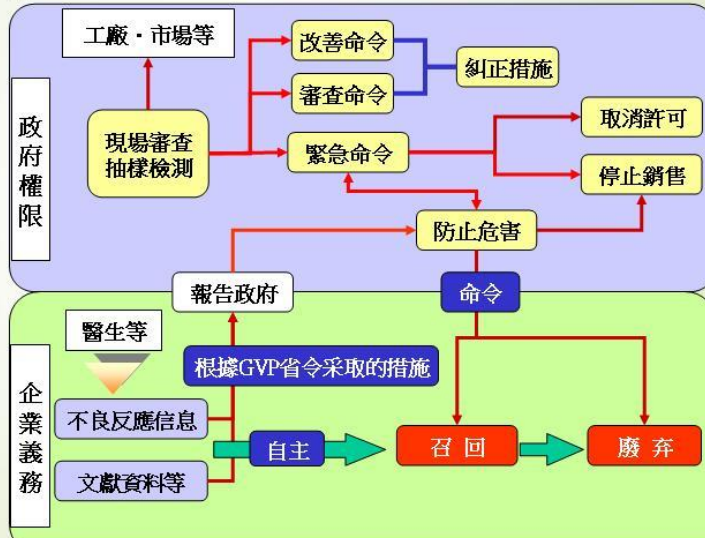 工廠・市場等
改善命令
審查命令
糾正措施
政府權限
現場審查
抽樣檢測
緊急命令
取消許可
停止銷售
防止危害
報告政府
命令
醫生等
根據GVP省令采取的措施
企業義務
不良反應信息
自主
召回
廢弃
文獻資料等